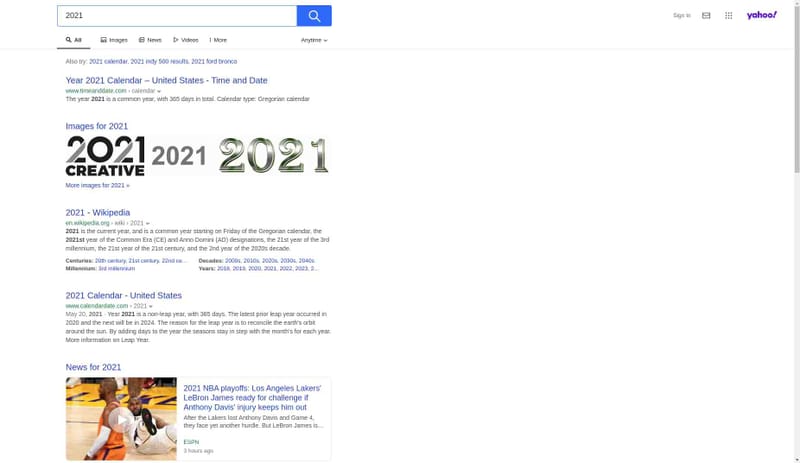 2021
Sign In
yahoo!
All
Images
News
Videos
More
Anytime
Also try: 2021 calendar, 2021 indy 500 results, 2021 ford bronco
Year 2021 Calendar – United States - Time and Date
www.timeanddate.com › calendar
The year 2021 is a common year, with 365 days in total. Calendar type: Gregorian calendar
Images for 2021
2021 CREATIVE
2021
2021
More images for 2021 »
2021 - Wikipedia
en.wikipedia.org › wiki › 2021
2021 is the current year, and is a common year starting on Friday of the Gregorian calendar, the
2021st year of the Common Era (CE) and Anno Domini (AD) designations, the 21st year of the 3rd
millennium, the 21st year of the 21st century, and the 2nd year of the 2020s decade.
Centuries: 20th century, 21st century, 22nd ce...
Decades: 2000s, 2010s, 2020s, 2030s, 2040s
Millennium: 3rd millennium
Years: 2018, 2019, 2020, 2021, 2022, 2023, 2...
2021 Calendar - United States
www.calendardate.com › 2021
May 20, 2021 · Year 2021 is a non-leap year, with 365 days. The latest prior leap year occurred in
2020 and the next will be in 2024. The reason for the leap year is to reconcile the earth's orbit
around the sun. By adding days to the year the seasons stay in step with the month's for each year.
More information on Leap Year.
News for 2021
2021 NBA playoffs: Los Angeles Lakers'
LeBron James ready for challenge if
Anthony Davis' injury keeps him out
After the Lakers lost Anthony Davis and Game 4,
they face yet another hurdle. But LeBron James is...
ESPN
3 hours ago